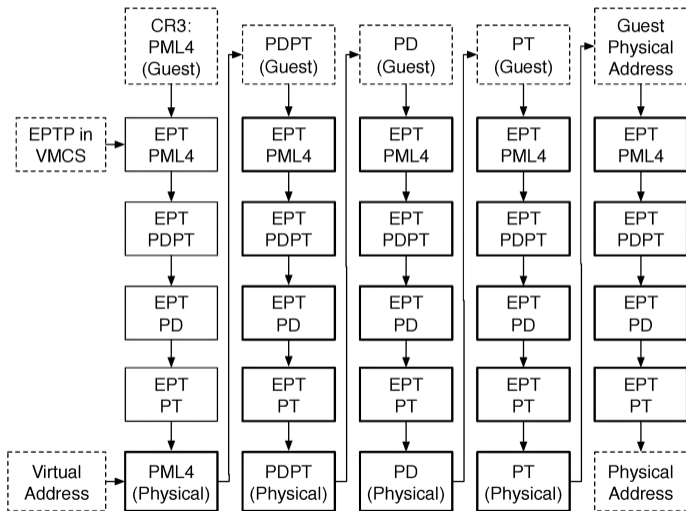 CR3:
PML4
(Guest)
PDPT
(Guest)
PD
(Guest)
PT
(Guest)
Guest
Physical
Address
EPTP in
VMCS
EPT
PML4
EPT
PML4
EPT
PML4
EPT
PML4
EPT
PML4
EPT
PDPT
EPT
PDPT
EPT
PDPT
EPT
PDPT
EPT
PDPT
EPT
PD
EPT
PD
EPT
PD
EPT
PD
EPT
PD
EPT
PT
EPT
PT
EPT
PT
EPT
PT
EPT
PT
Virtual
Address
PML4
(Physical)
PDPT
(Physical)
PD
(Physical)
PT
(Physical)
Physical
Address